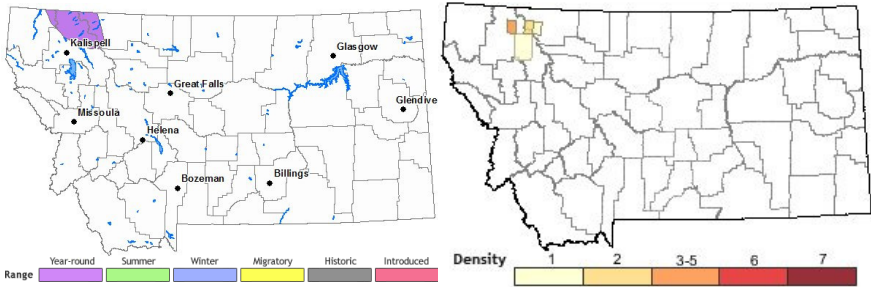 Kalispell
Glasgow
Great Falls
Glendive
Missoula
Helena
Bozeman
Billings
Range
Year-round Summer Winter Migratory Historic Introduced
Density
1 2 3-5 6 7